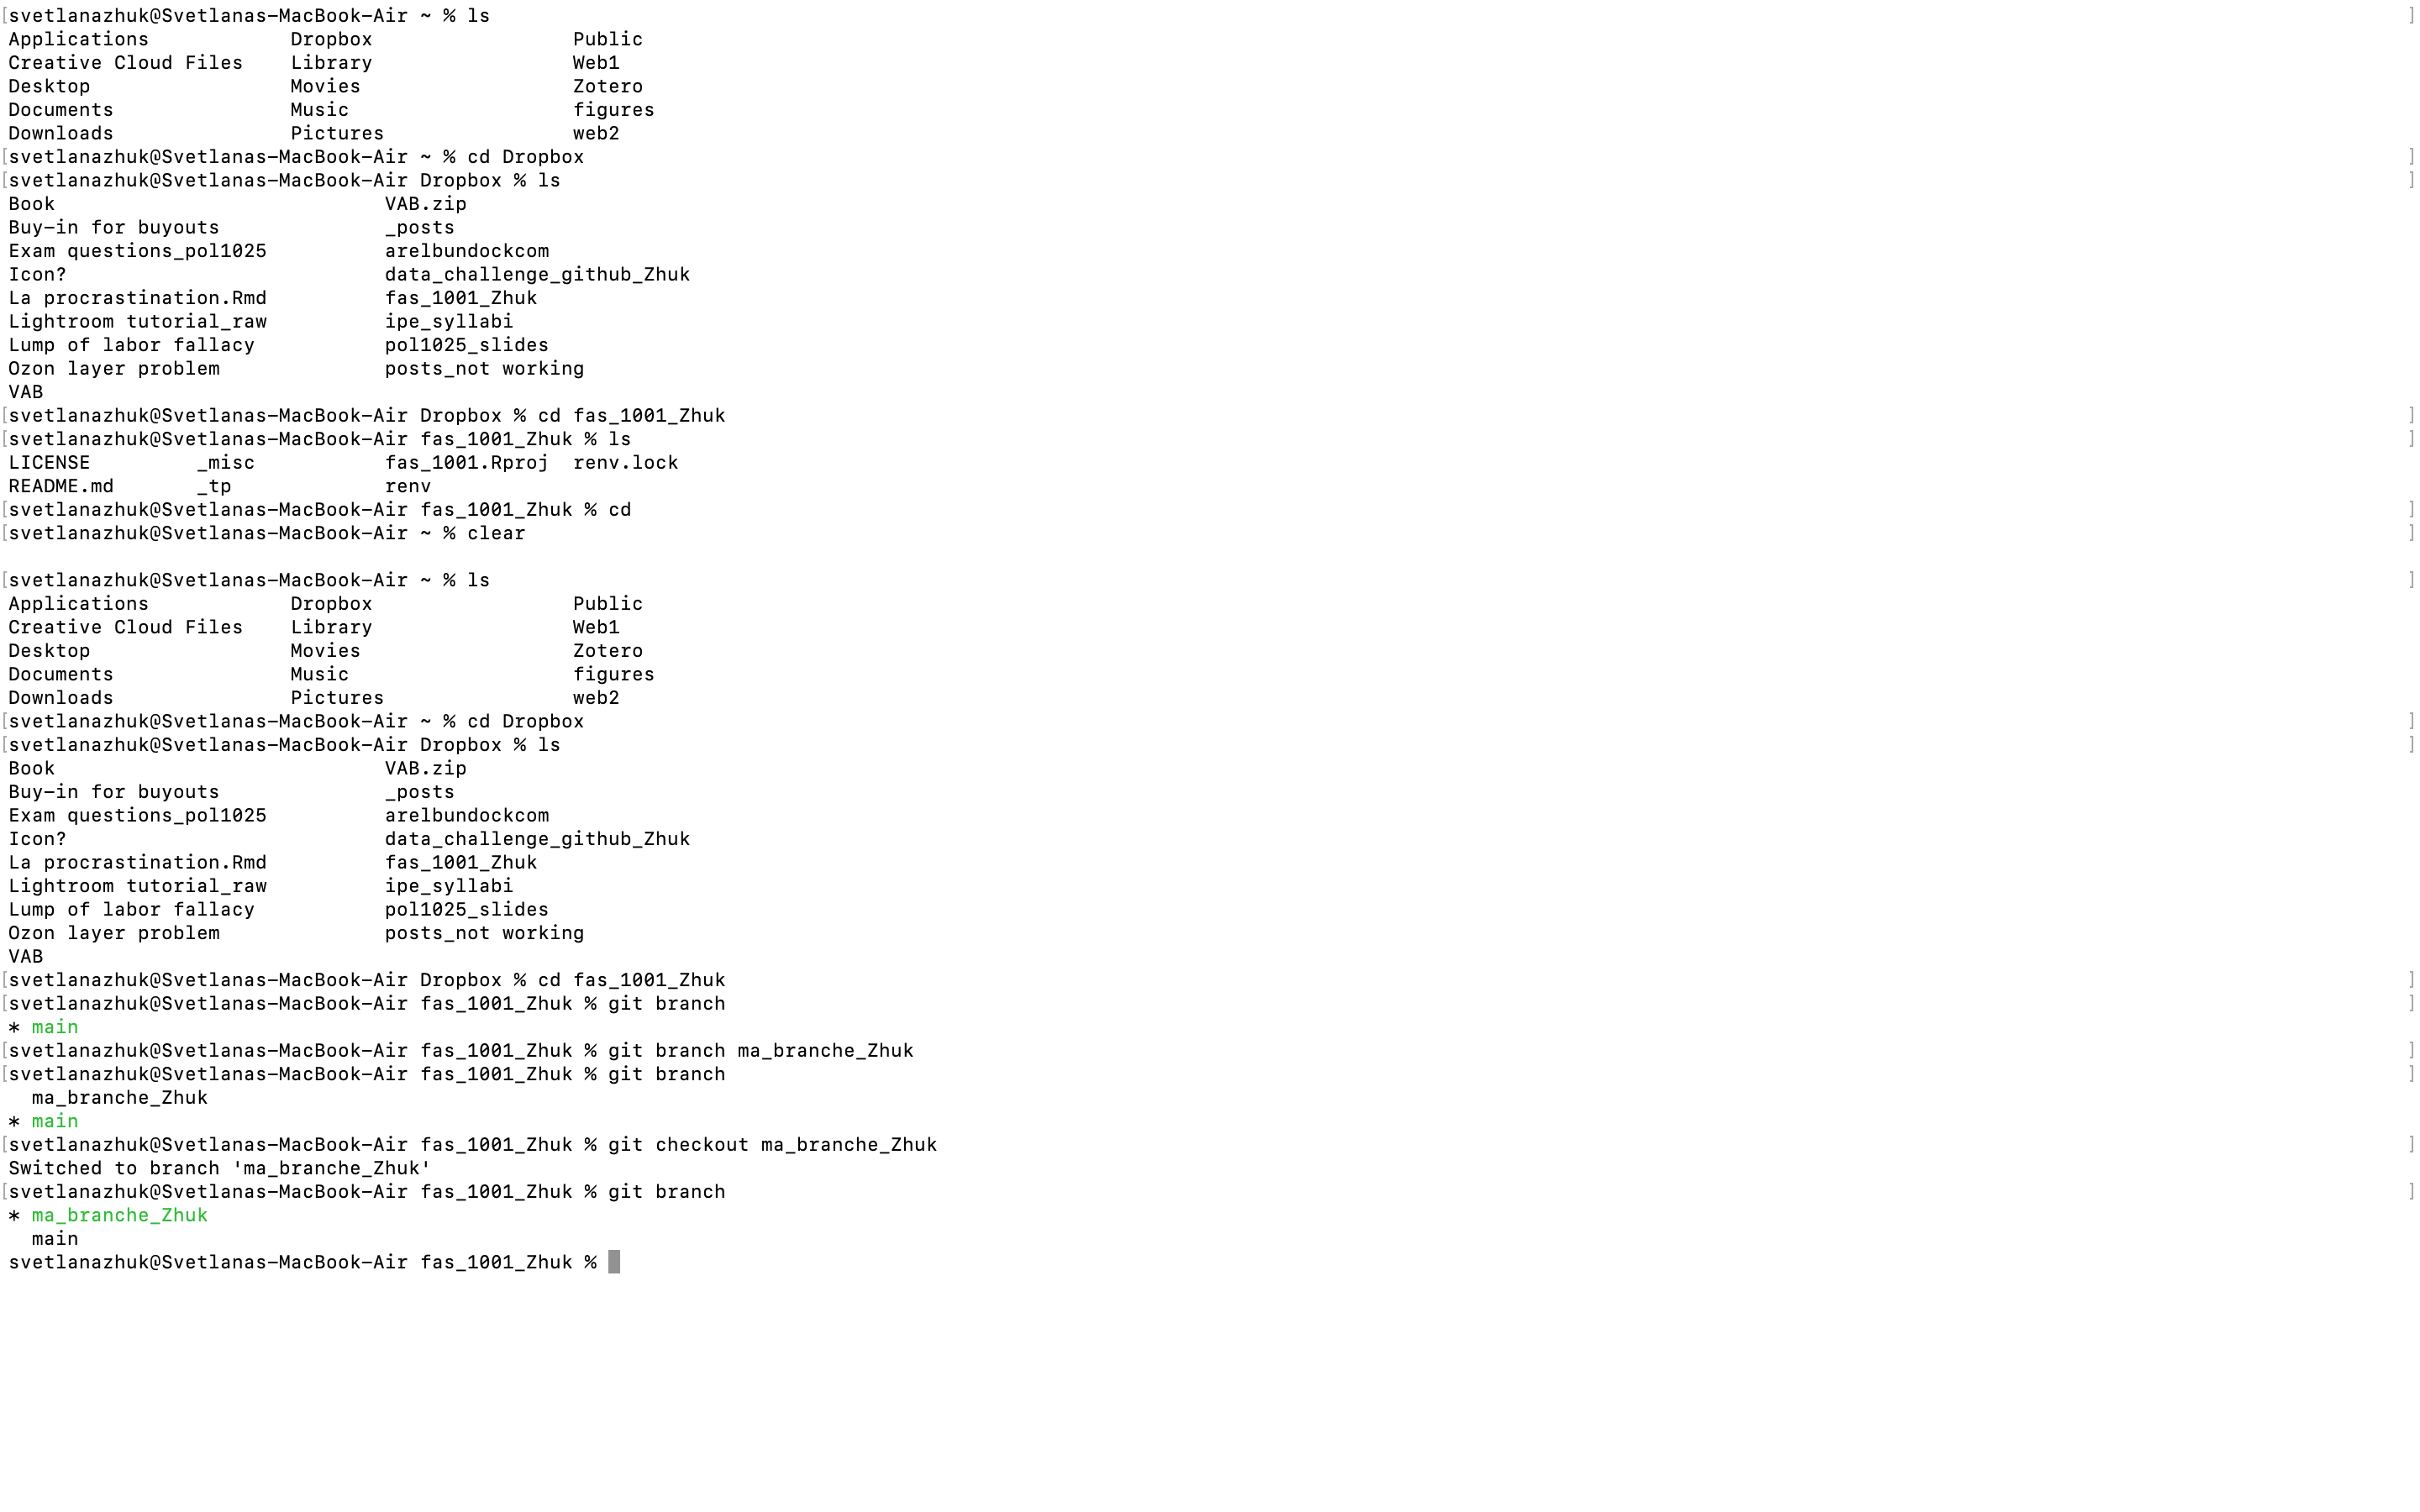 [svetlanazhuk@Svetlanas-MacBook-Air ~ % ls ]
Applications Dropbox Public
Creative Cloud Files Library Web1
Desktop Movies Zotero
Documents Music figures
Downloads Pictures web2
[svetlanazhuk@Svetlanas-MacBook-Air ~ % cd Dropbox ]
[svetlanazhuk@Svetlanas-MacBook-Air Dropbox % ls ]
Book VAB.zip
Buy-in for buyouts _posts
Exam questions_pol1025 arelbundockcom
Icon? data_challenge_github_Zhuk
La procrastination.Rmd fas_1001_Zhuk
Lightroom tutorial_raw ipe_syllabi
Lump of labor fallacy pol1025_slides
Ozon layer problem posts_not working
VAB
[svetlanazhuk@Svetlanas-MacBook-Air Dropbox % cd fas_1001_Zhuk ]
[svetlanazhuk@Svetlanas-MacBook-Air fas_1001_Zhuk % ls ]
LICENSE _misc fas_1001.Rproj renv.lock
README.md _tp renv
[svetlanazhuk@Svetlanas-MacBook-Air fas_1001_Zhuk % cd ]
[svetlanazhuk@Svetlanas-MacBook-Air ~ % clear ]
[svetlanazhuk@Svetlanas-MacBook-Air ~ % ls ]
Applications Dropbox Public
Creative Cloud Files Library Web1
Desktop Movies Zotero
Documents Music figures
Downloads Pictures web2
[svetlanazhuk@Svetlanas-MacBook-Air ~ % cd Dropbox ]
[svetlanazhuk@Svetlanas-MacBook-Air Dropbox % ls ]
Book VAB.zip
Buy-in for buyouts _posts
Exam questions_pol1025 arelbundockcom
Icon? data_challenge_github_Zhuk
La procrastination.Rmd fas_1001_Zhuk
Lightroom tutorial_raw ipe_syllabi
Lump of labor fallacy pol1025_slides
Ozon layer problem posts_not working
VAB
[svetlanazhuk@Svetlanas-MacBook-Air Dropbox % cd fas_1001_Zhuk ]
[svetlanazhuk@Svetlanas-MacBook-Air fas_1001_Zhuk % git branch ]
* main
[svetlanazhuk@Svetlanas-MacBook-Air fas_1001_Zhuk % git branch ma_branche_Zhuk ]
[svetlanazhuk@Svetlanas-MacBook-Air fas_1001_Zhuk % git branch ]
ma_branche_Zhuk
* main
[svetlanazhuk@Svetlanas-MacBook-Air fas_1001_Zhuk % git checkout ma_branche_Zhuk ]
Switched to branch 'ma_branche_Zhuk'
[svetlanazhuk@Svetlanas-MacBook-Air fas_1001_Zhuk % git branch ]
* ma_branche_Zhuk
main
svetlanazhuk@Svetlanas-MacBook-Air fas_1001_Zhuk %